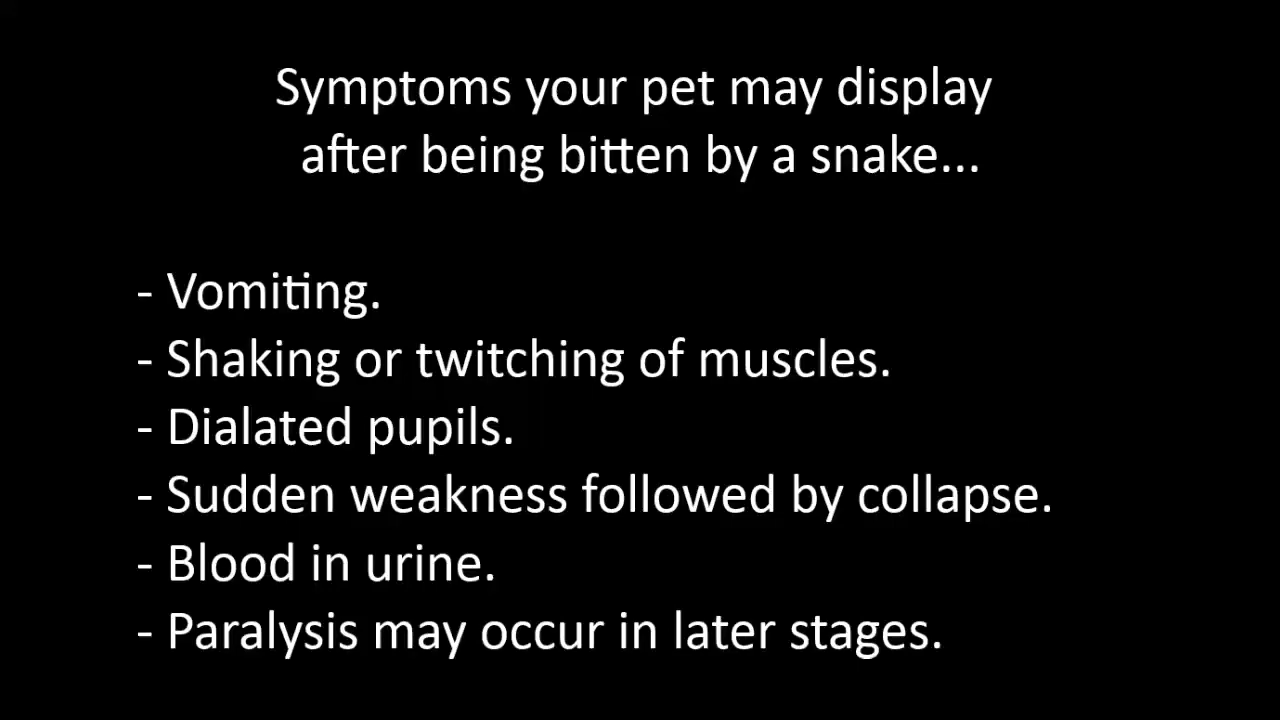 Symptoms your pet may display
after being bitten by a snake...
- Vomiting.
- Shaking or twitching of muscles.
- Dialated pupils.
- Sudden weakness followed by collapse.
- Blood in urine.
- Paralysis may occur in later stages.